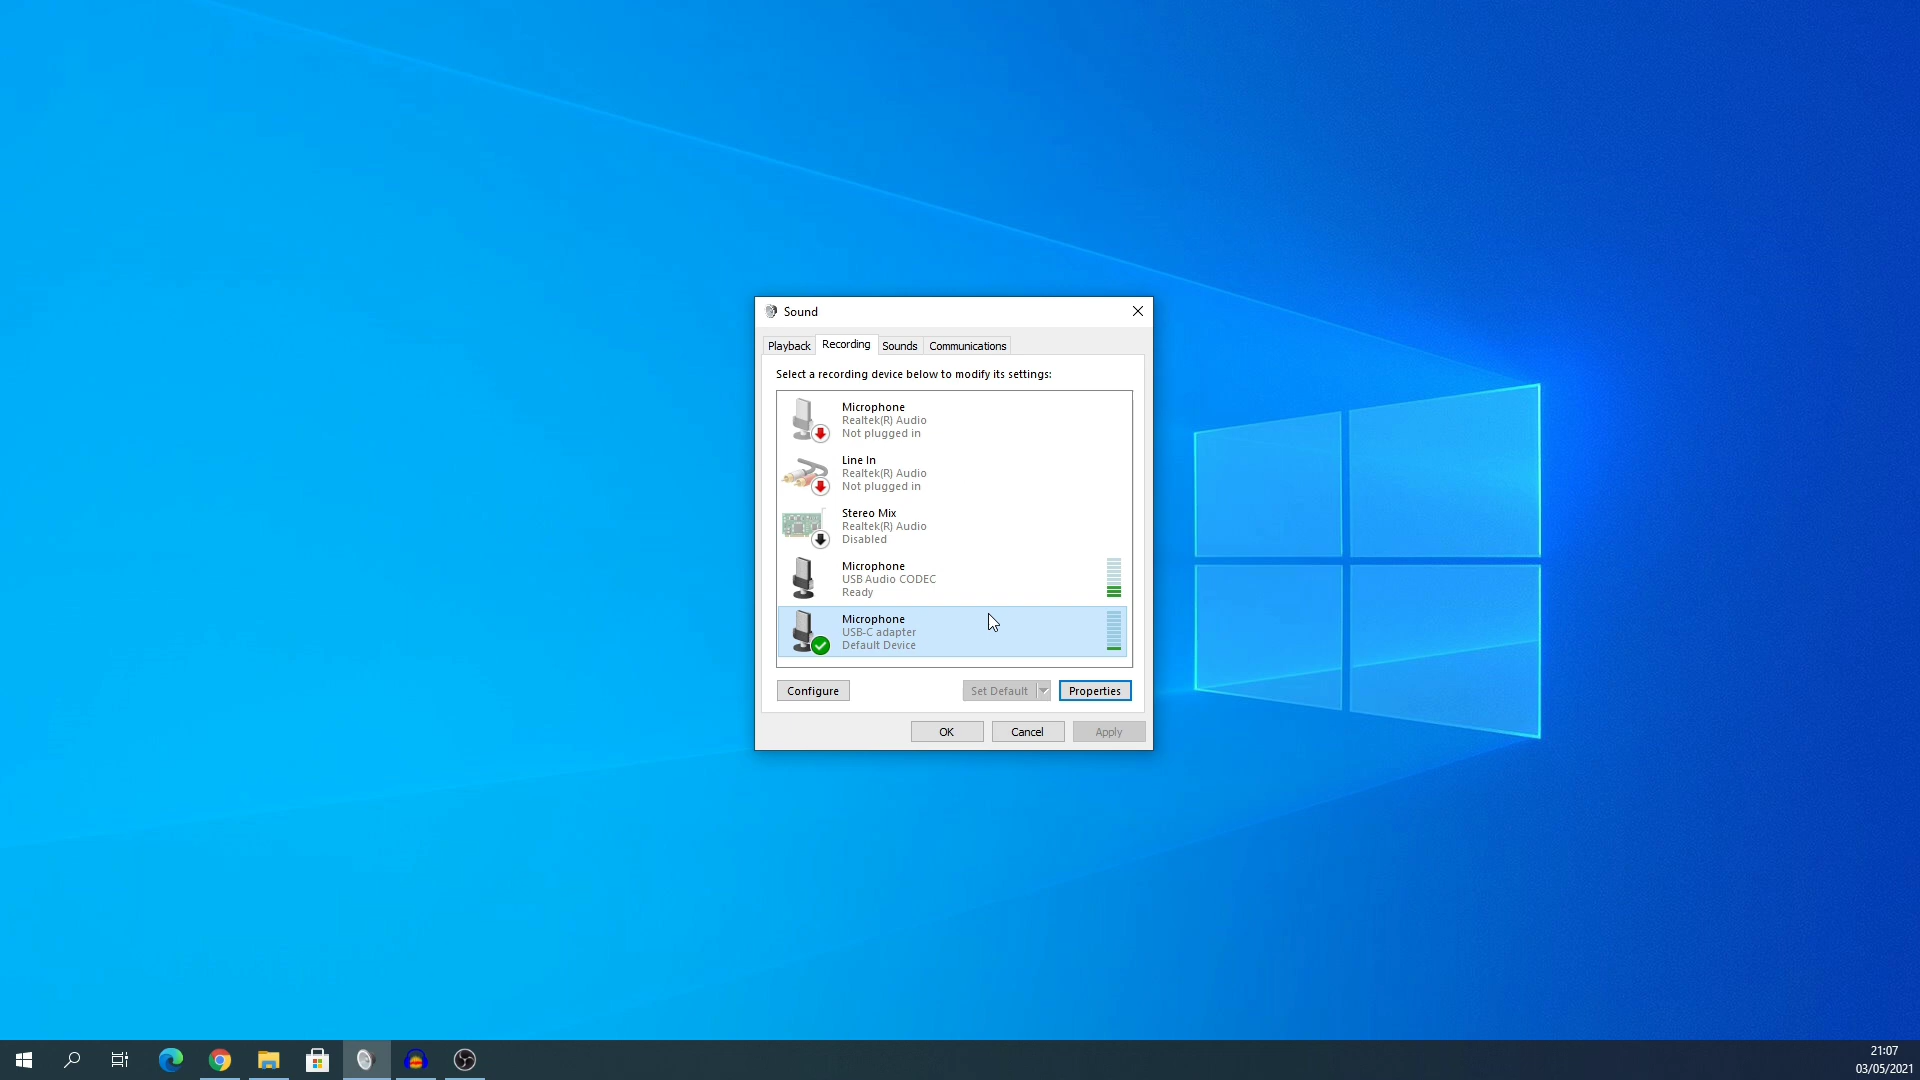 Sound
Playback
Recording
Sounds
Communications
Select a recording device below to modify its settings:
Microphone
Realtek(R) Audio
Not plugged in
Line In
Realtek(R) Audio
Not plugged in
Stereo Mix
Realtek(R) Audio
Disabled
Microphone
USB Audio CODEC
Ready
Microphone
USB-C adapter
Default Device
Configure
Set Default
Properties
OK
Cancel
Apply
21:07
03/05/2021